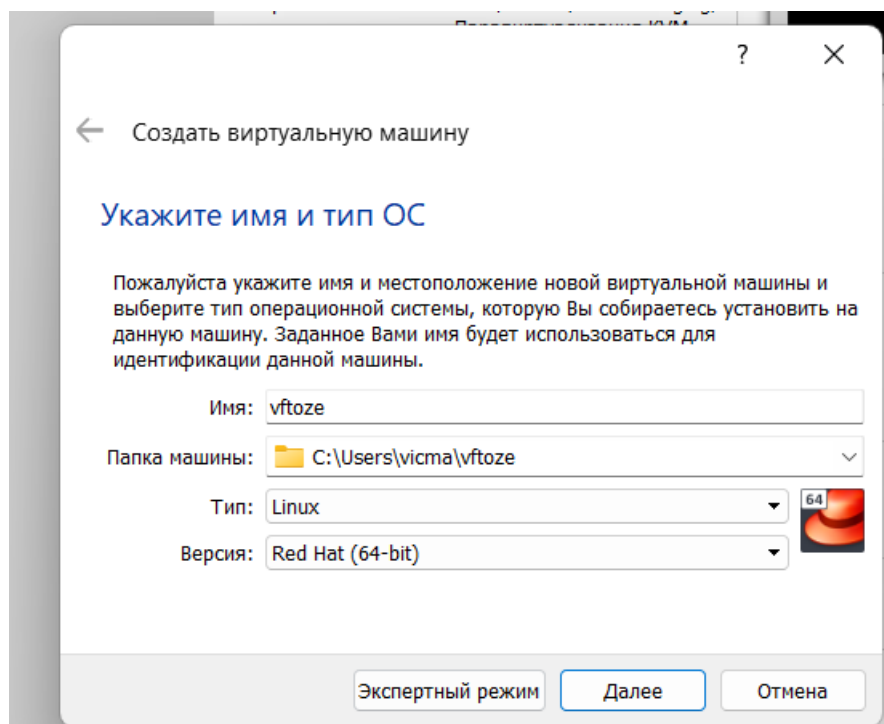 ?
Создать виртуальную машину
Укажите имя и тип ОС
Пожалуйста укажите имя и местоположение новой виртуальной машины и
выберите тип операционной системы, которую Вы собираетесь установить на
данную машину. Заданное Вами имя будет использоваться для
идентификации данной машины.
Имя: vftoze
Папка машины: C:\Users\vicma\vftoze
Тип: Linux
64
Версия: Red Hat (64-bit)
Экспертный режим Далее Отмена